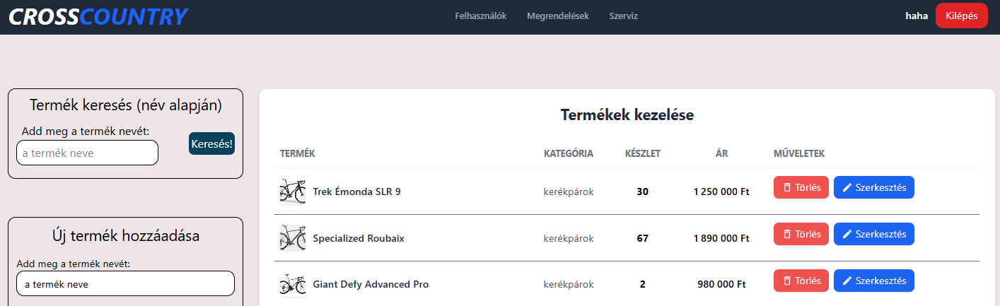 CROSSCOUNTRY Felhasználók Megrendelések Szerviz haha Kilépés
Termék keresés (név alapján)
Add meg a termék nevét:
a termék neve
Keresés!
Új termék hozzáadása
Add meg a termék nevét:
a termék neve
Termékek kezelése
TERMÉK KATEGÓRIA KÉSZLET ÁR MŰVELETEK
Trek Émonda SLR 9 kerékpárok 30 1 250 000 Ft Törlés Szerkesztés
Specialized Roubaix kerékpárok 67 1 890 000 Ft Törlés Szerkesztés
Giant Defy Advanced Pro kerékpárok 2 980 000 Ft Törlés Szerkesztés